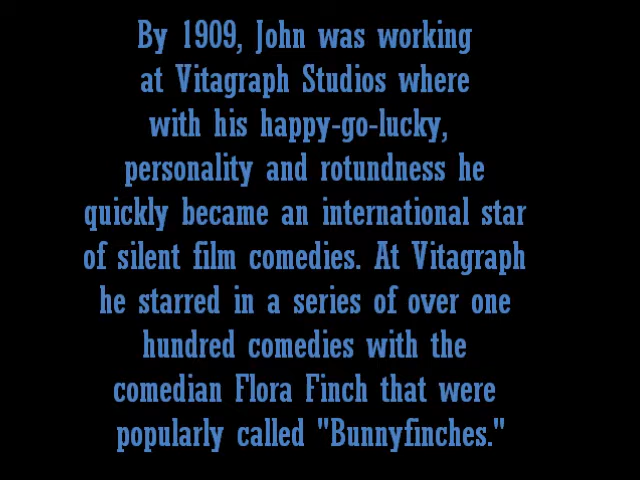 By 1909, John was working
at Vitagraph Studios where
with his happy-go-lucky,
personality and rotundness he
quickly became an international star
of silent film comedies. At Vitagraph
he starred in a series of over one
hundred comedies with the
comedian Flora Finch that were
popularly called "Bunnyfinches."